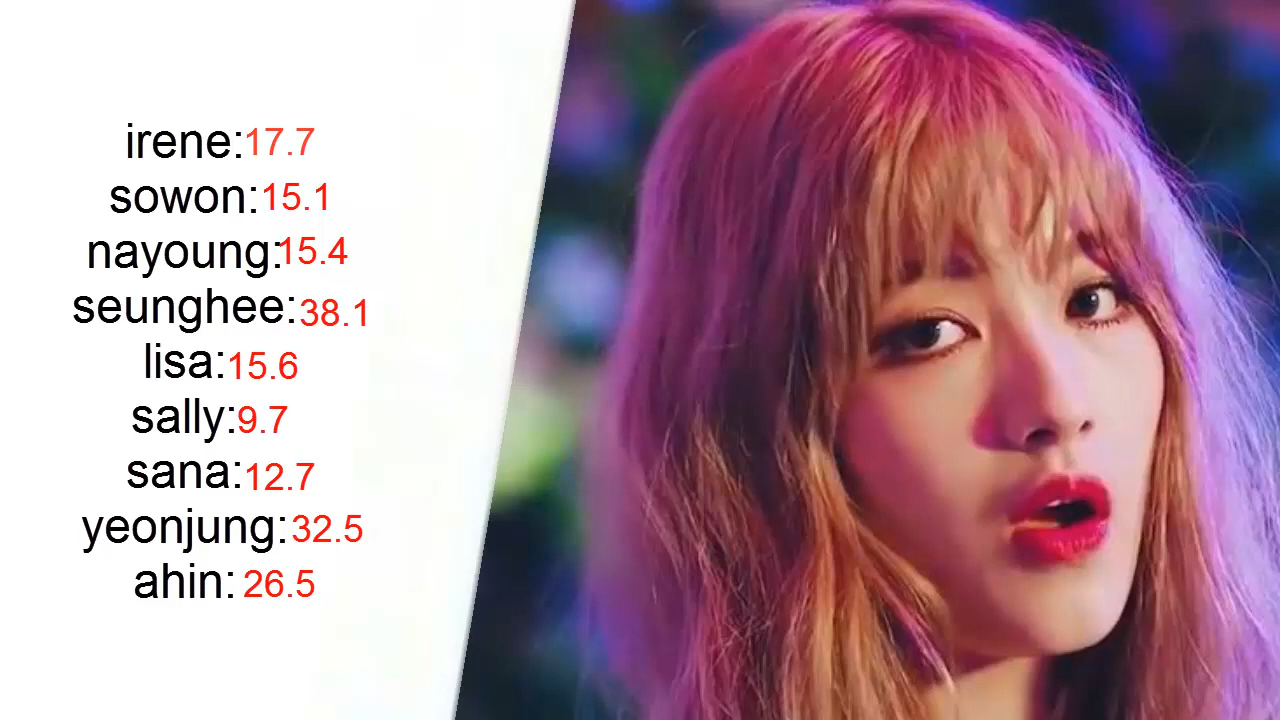 irene:17.7
sowon:15.1
nayoung:15.4
seunghee:38.1
lisa:15.6
sally:9.7
sana:12.7
yeonjung:32.5
ahin: 26.5